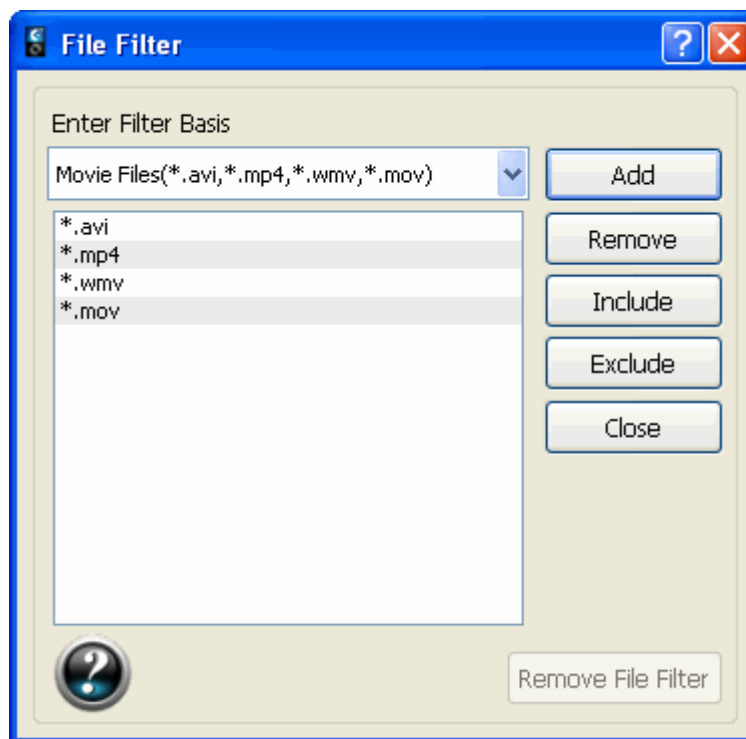 File Filter
Enter Filter Basis
Movie Files(*.avi,*.mp4,*.wmv,*.mov)
Add
*.avi
*.mp4
*.wmv
*.mov
Remove
Include
Exclude
Close
Remove File Filter